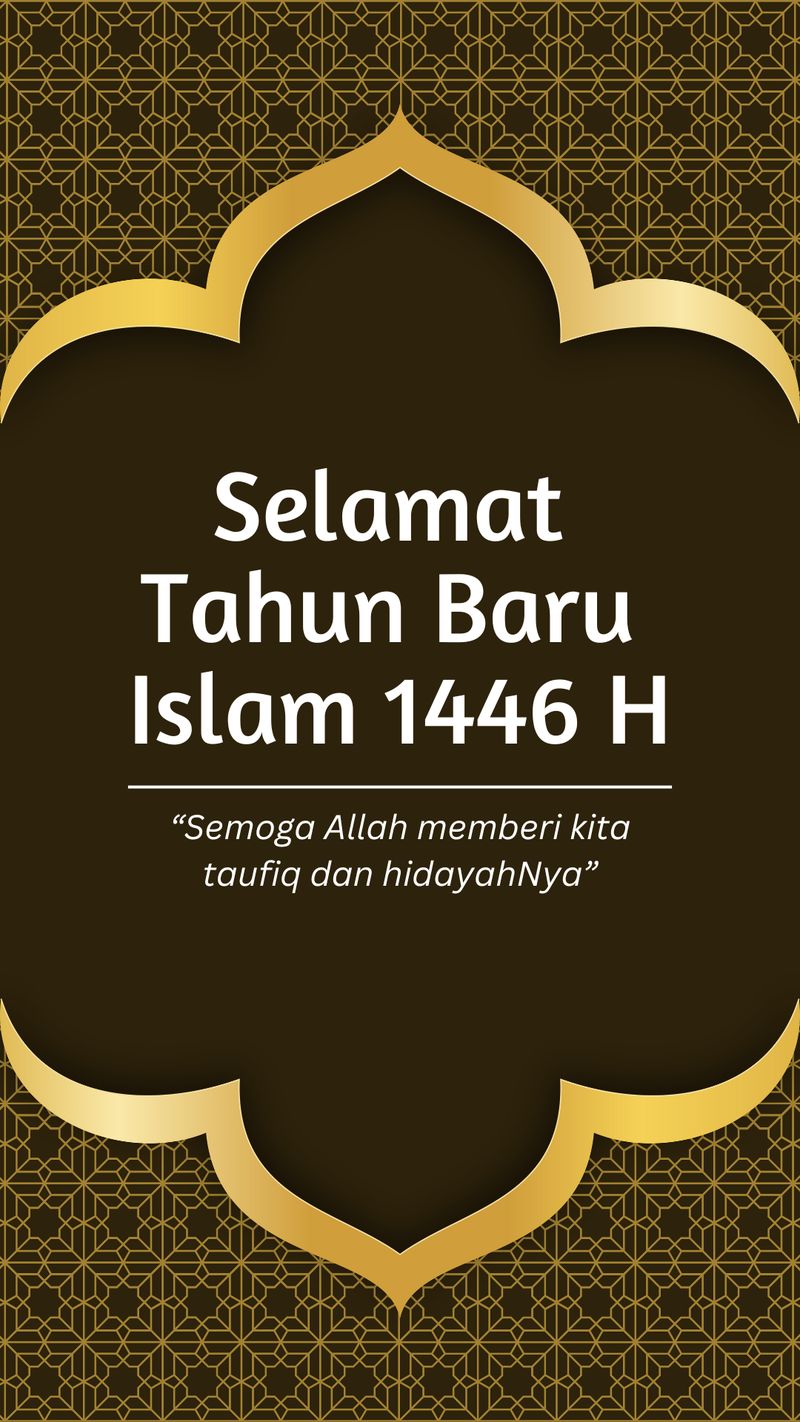 Selamat
Tahun Baru
Islam 1446 H
“Semoga Allah memberi kita
taufiq dan hidayahNya”